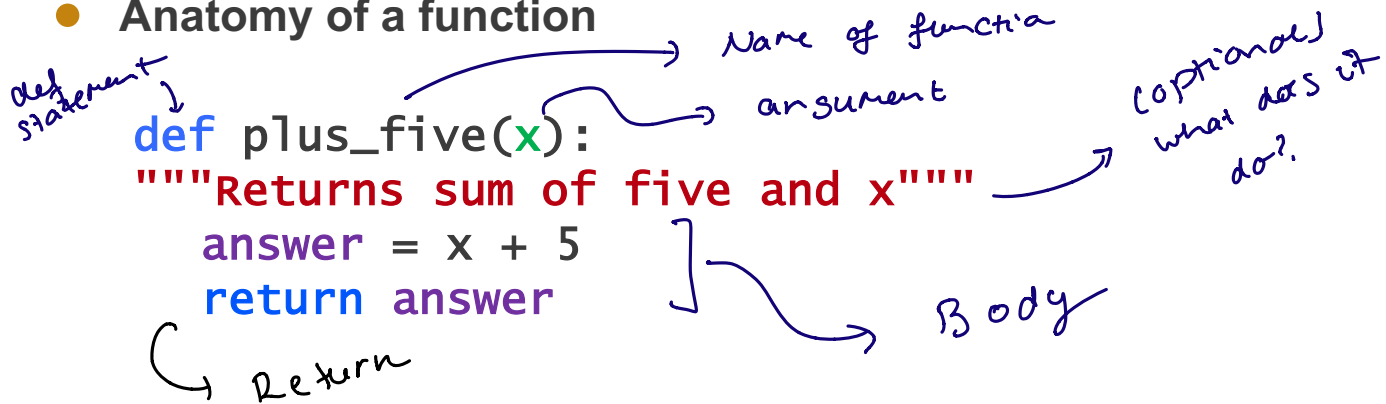 ● Anatomy of a function
Name of function
def
statement
argument
(optional)
what does it
do?
def plus_five(x):
"""Returns sum of five and x"""
answer = x + 5
return answer
Body
Return